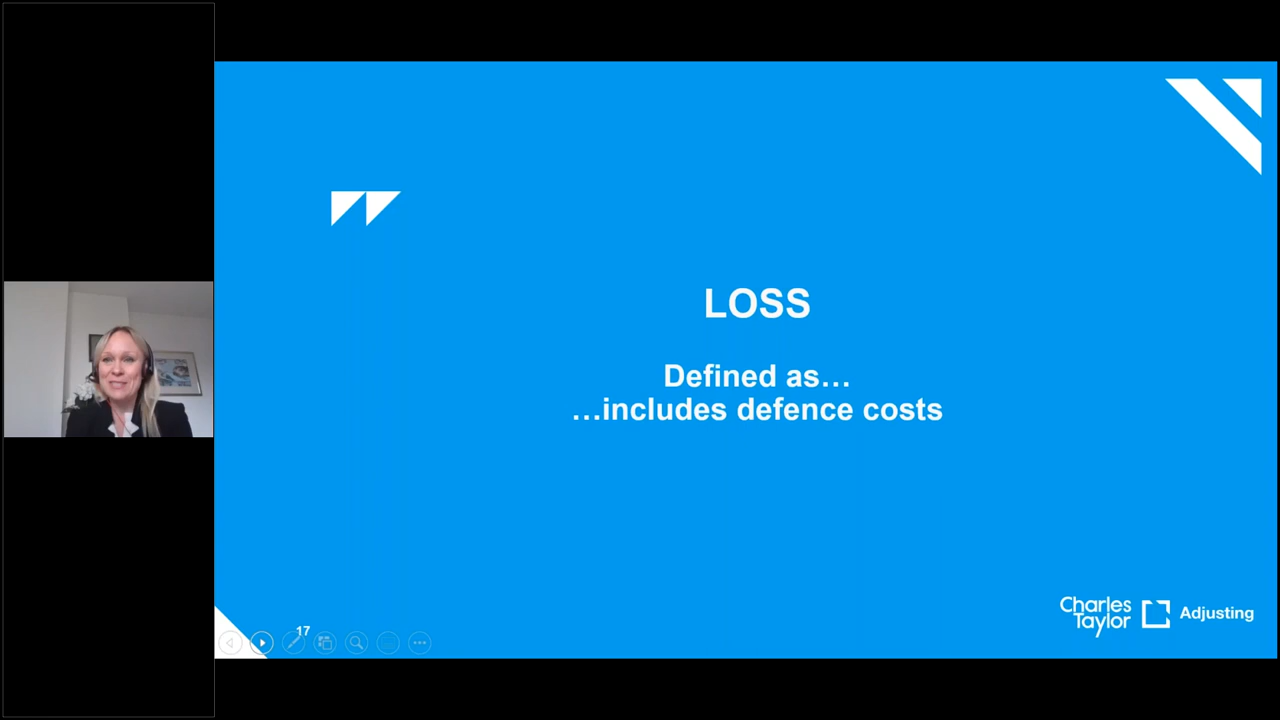 LOSS
Defined as…
…includes defence costs
17
Charles
Taylor
Adjusting